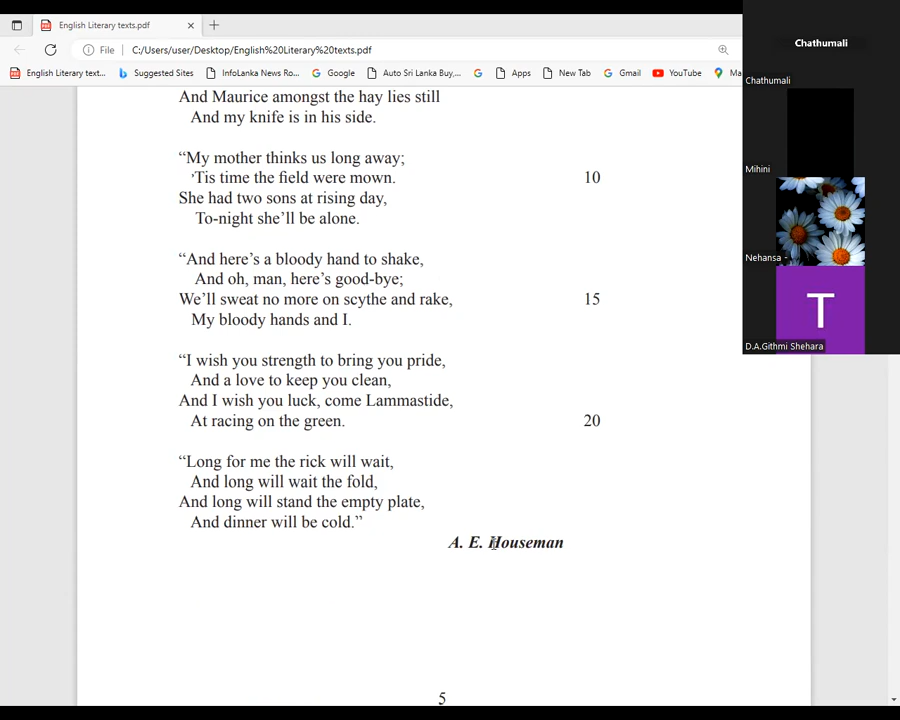 English Literary texts.pdf
File
C:/Users/user/Desktop/English%20Literary%20texts.pdf
English Literary text...
Suggested Sites
InfoLanka News Ro...
Google
Auto Sri Lanka Buy,...
Apps
New Tab
Gmail
YouTube
Ma
And Maurice amongst the hay lies still
And my knife is in his side.
“My mother thinks us long away;
’Tis time the field were mown. 10
She had two sons at rising day,
To-night she’ll be alone.
“And here’s a bloody hand to shake,
And oh, man, here’s good-bye;
We’ll sweat no more on scythe and rake, 15
My bloody hands and I.
“I wish you strength to bring you pride,
And a love to keep you clean,
And I wish you luck, come Lammastide,
At racing on the green. 20
“Long for me the rick will wait,
And long will wait the fold,
And long will stand the empty plate,
And dinner will be cold.”
A. E. Houseman
5
Chathumali
Chathumali
Mihini
Nehansa -
T
D.A.Githmi Shehara